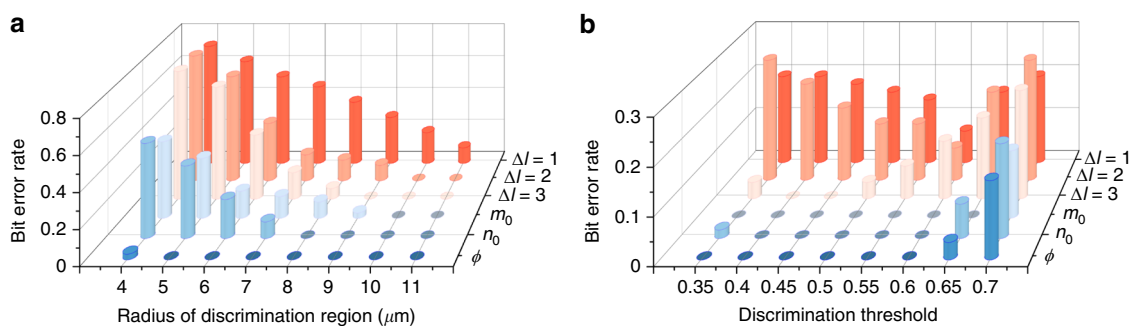 a
Bit error rate
0.8
0.6
0.4
0.2
0
4 5 6 7 8 9 10 11
Radius of discrimination region (μm)
Δl = 1
Δl = 2
Δl = 3
m₀
n₀
ϕ
b
Bit error rate
0.3
0.2
0.1
0
0.35 0.4 0.45 0.5 0.55 0.6 0.65 0.7
Discrimination threshold
Δl = 1
Δl = 2
Δl = 3
m₀
n₀
ϕ